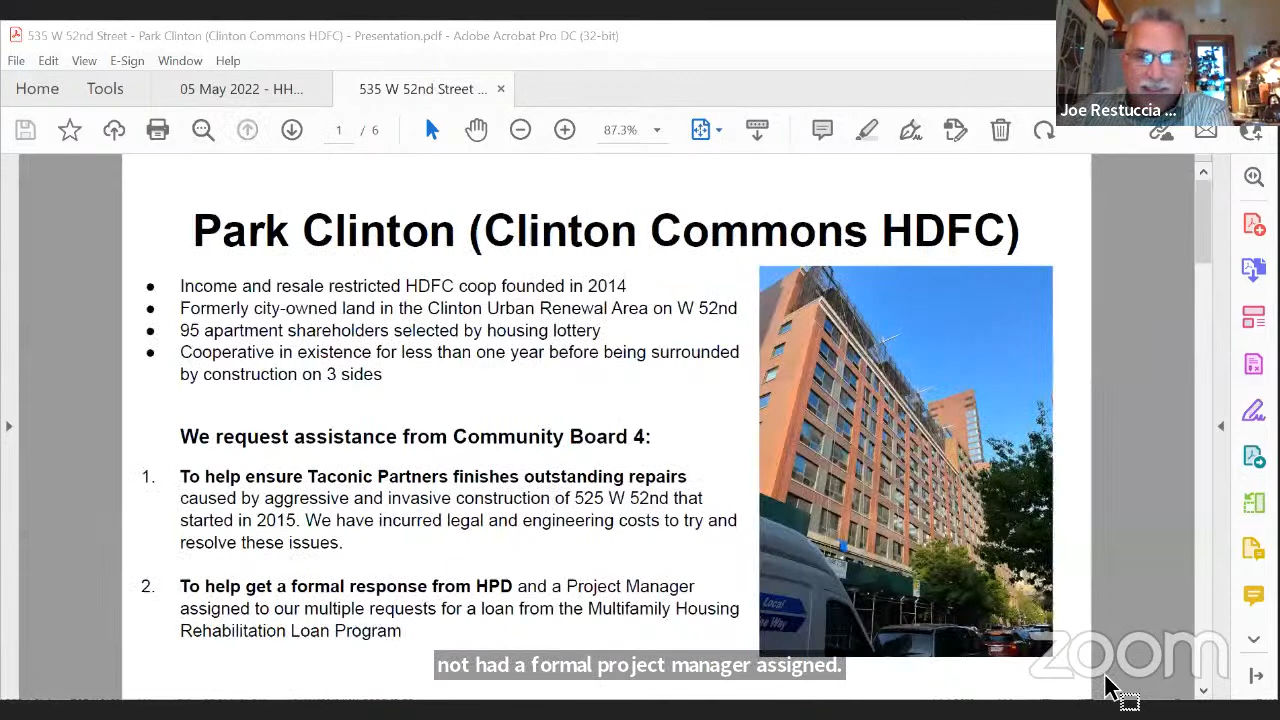 535 W 52nd Street - Park Clinton (Clinton Commons HDFC) - Presentation.pdf - Adobe Acrobat Pro DC (32-bit)
File Edit View E-Sign Window Help
Home Tools 05 May 2022 - HH... 535 W 52nd Street ... ×
1 / 6 87.3%
Joe Restuccia ...
Park Clinton (Clinton Commons HDFC)
● Income and resale restricted HDFC coop founded in 2014
● Formerly city-owned land in the Clinton Urban Renewal Area on W 52nd
● 95 apartment shareholders selected by housing lottery
● Cooperative in existence for less than one year before being surrounded
by construction on 3 sides
We request assistance from Community Board 4:
1. To help ensure Taconic Partners finishes outstanding repairs
caused by aggressive and invasive construction of 525 W 52nd that
started in 2015. We have incurred legal and engineering costs to try and
resolve these issues.
2. To help get a formal response from HPD and a Project Manager
assigned to our multiple requests for a loan from the Multifamily Housing
Rehabilitation Loan Program
Local
Way
not had a formal project manager assigned.
zoom